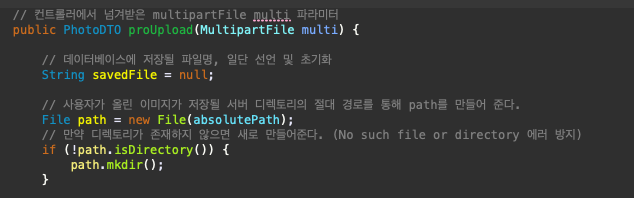 // 컨트롤러에서 넘겨받은 multipartFile multi 파라미터
public PhotoDTO proUpload(MultipartFile multi) {
// 데이터베이스에 저장될 파일명, 일단 선언 및 초기화
String savedFile = null;
// 사용자가 올린 이미지가 저장될 서버 디렉토리의 절대 경로를 통해 path를 만들어 준다.
File path = new File(absolutePath);
// 만약 디렉토리가 존재하지 않으면 새로 만들어준다. (No such file or directory 에러 방지)
if (!path.isDirectory()) {
path.mkdir();
}